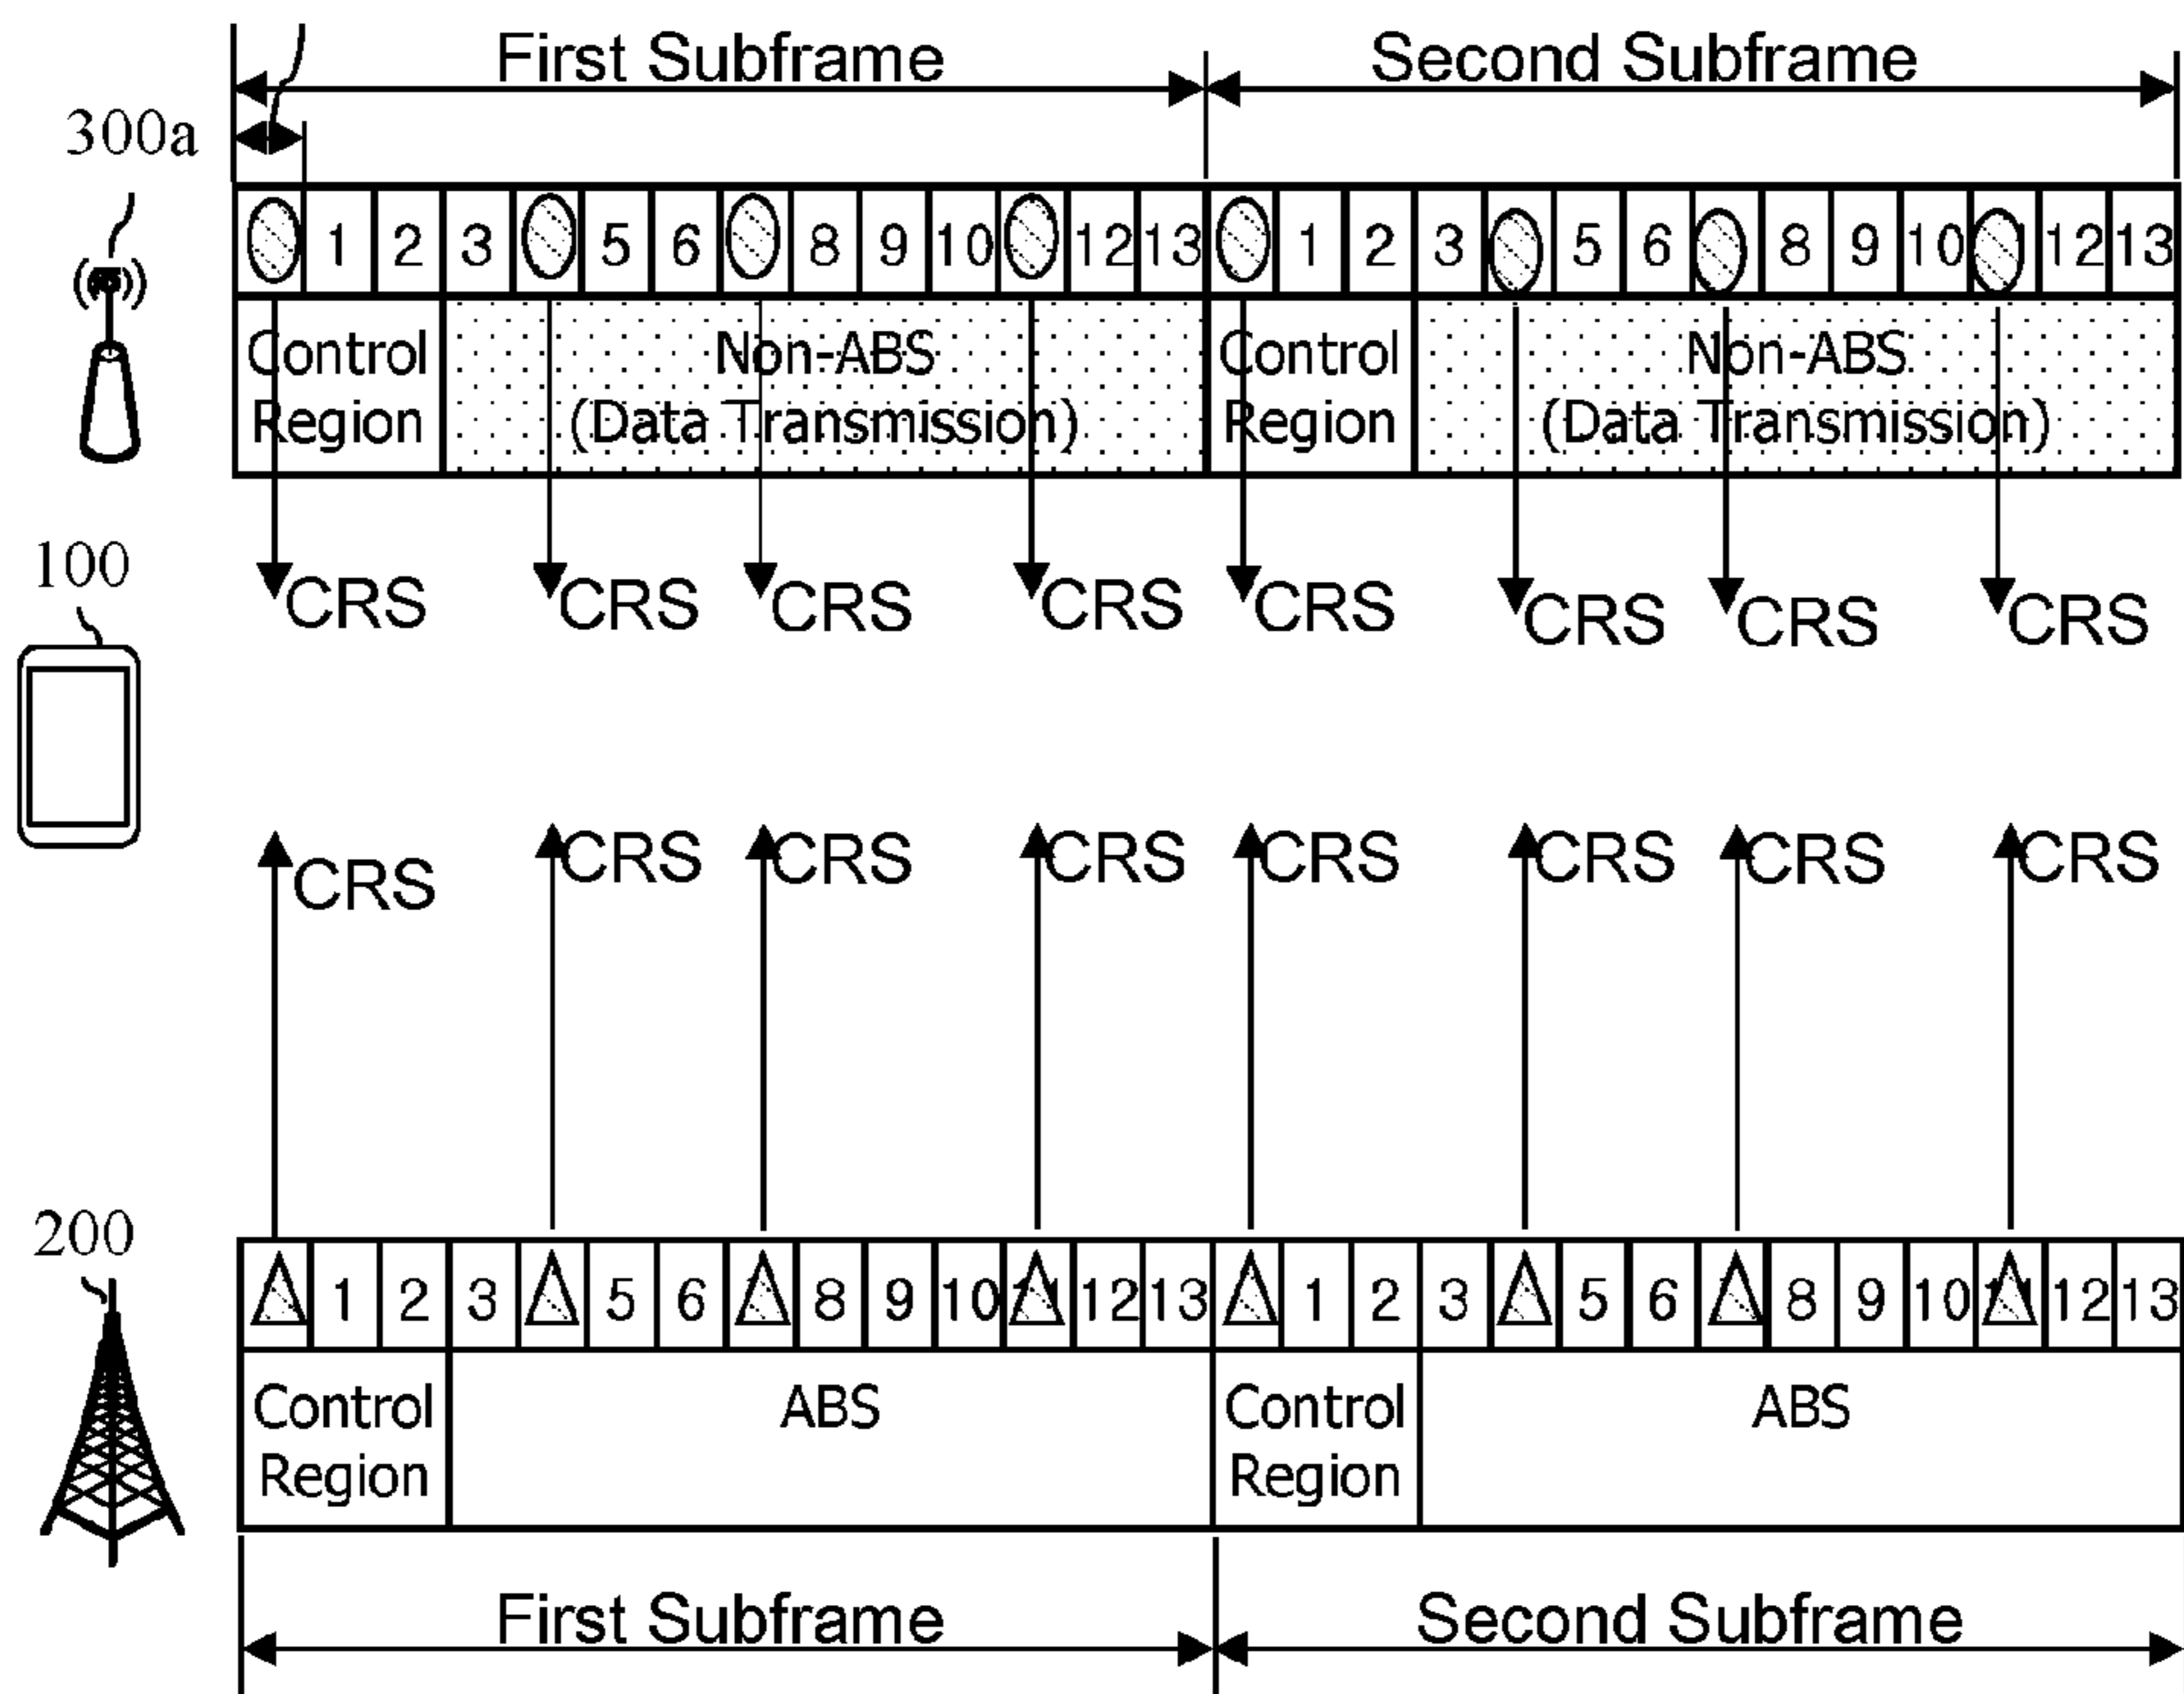 First Subframe Second Subframe
300a
1 2 3 5 6 8 9 10 12 13 1 2 3 5 6 8 9 10 12 13
Control Region Non-ABS (Data Transmission) Control Region Non-ABS (Data Transmission)
100
CRS CRS CRS CRS CRS CRS CRS CRS
CRS CRS CRS CRS CRS CRS CRS CRS
200
1 2 3 5 6 8 9 10 12 13 1 2 3 5 6 8 9 10 12 13
Control Region ABS Control Region ABS
First Subframe Second Subframe